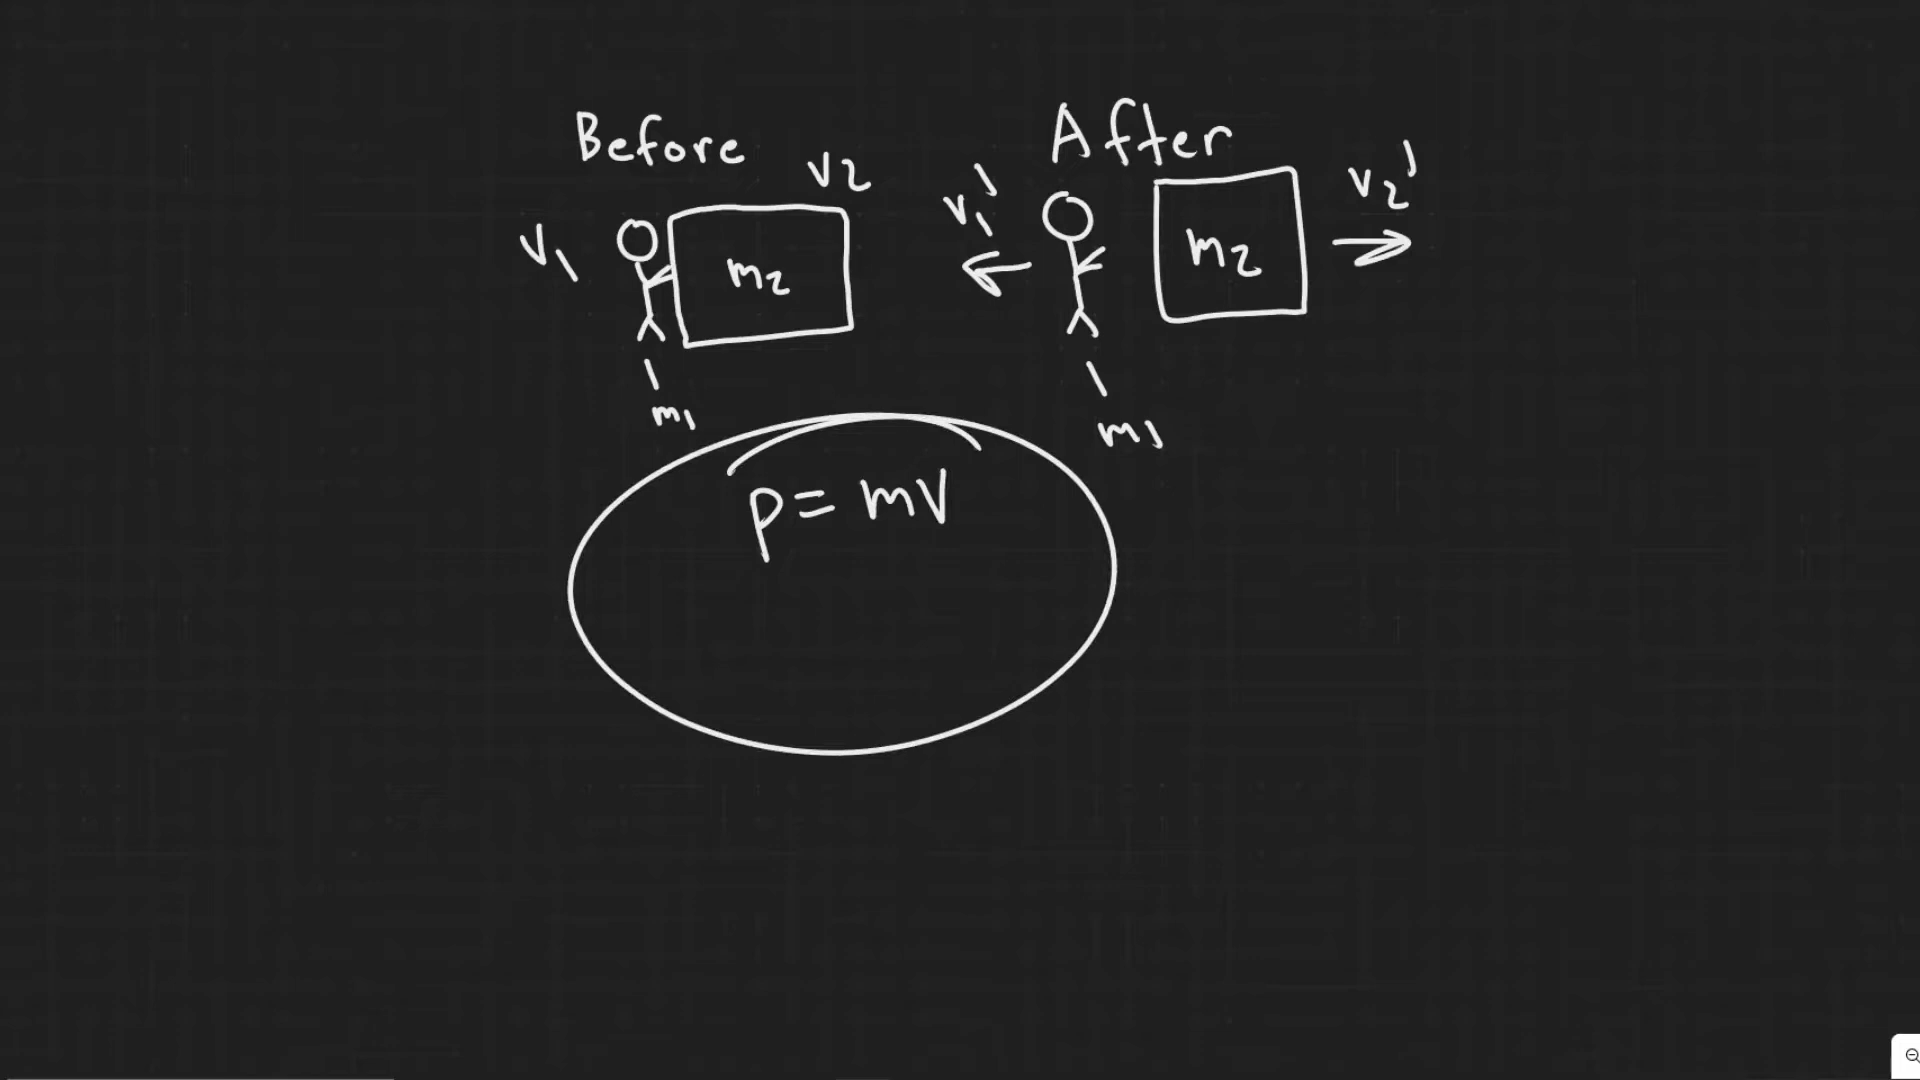 Before
After
v2
v1
m2
v1'
m2
v2'
m1
m1
p = mv